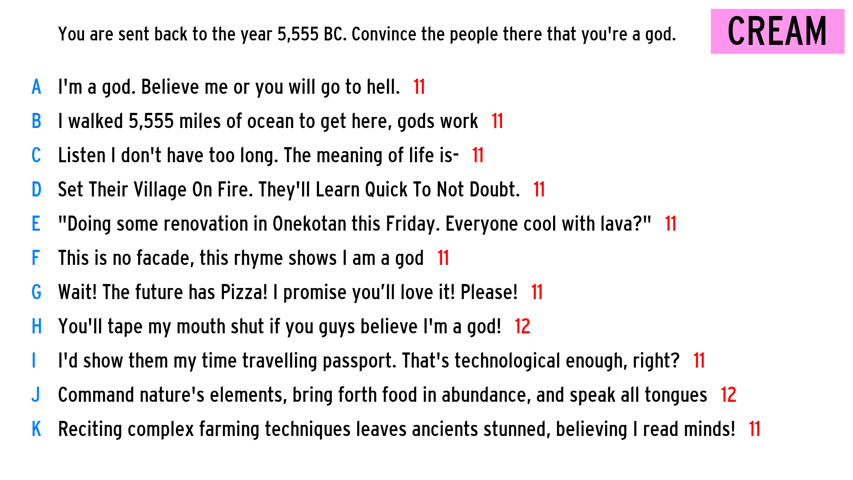 You are sent back to the year 5,555 BC. Convince the people there that you're a god.
CREAM
A I'm a god. Believe me or you will go to hell. 11
B I walked 5,555 miles of ocean to get here, gods work 11
C Listen I don't have too long. The meaning of life is- 11
D Set Their Village On Fire. They'll Learn Quick To Not Doubt. 11
E "Doing some renovation in Onekotan this Friday. Everyone cool with lava?" 11
F This is no facade, this rhyme shows I am a god 11
G Wait! The future has Pizza! I promise you’ll love it! Please! 11
H You'll tape my mouth shut if you guys believe I'm a god! 12
I I'd show them my time travelling passport. That's technological enough, right? 11
J Command nature's elements, bring forth food in abundance, and speak all tongues 12
K Reciting complex farming techniques leaves ancients stunned, believing I read minds! 11